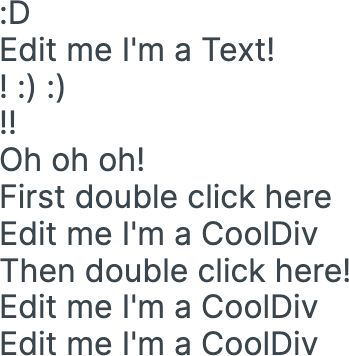 :D
Edit me I'm a Text!
! :) :)
!!
Oh oh oh!
First double click here
Edit me I'm a CoolDiv
Then double click here!
Edit me I'm a CoolDiv
Edit me I'm a CoolDiv